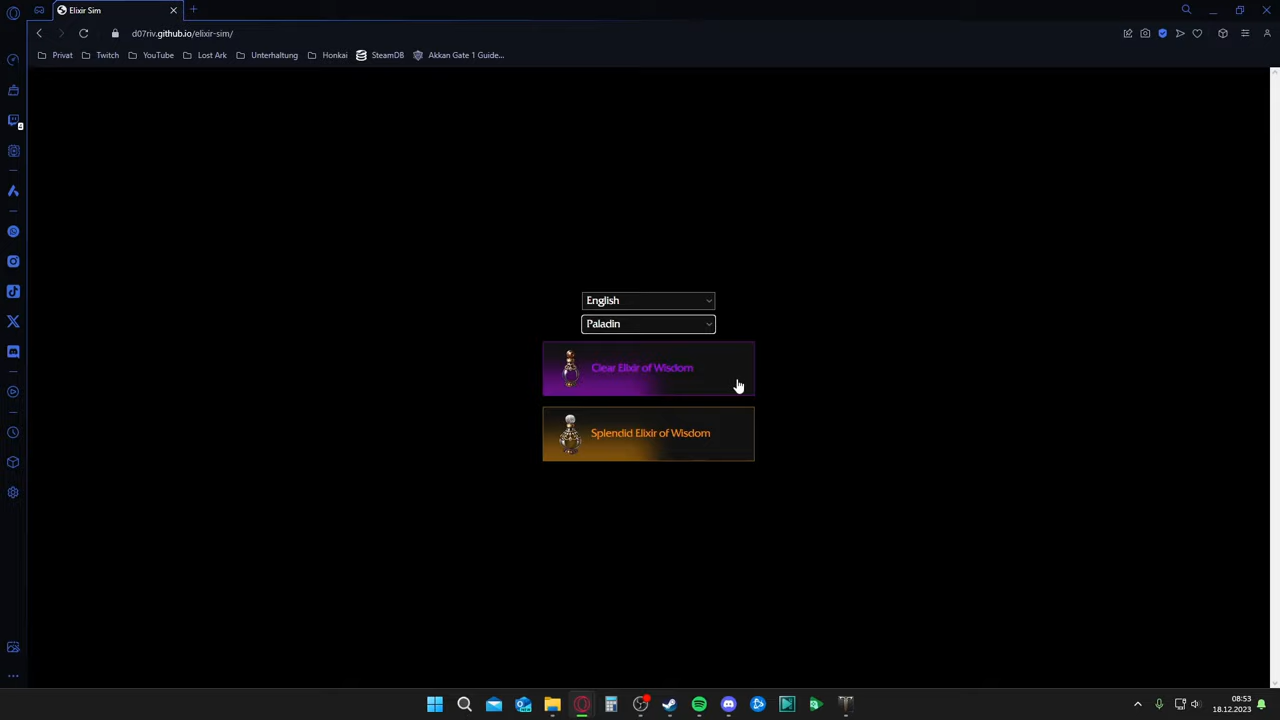 Elixir Sim
d07riv.github.io/elixir-sim/
Privat
Twitch
YouTube
Lost Ark
Unterhaltung
Honkai
SteamDB
Akkan Gate 1 Guide...
English
Paladin
Clear Elixir of Wisdom
Splendid Elixir of Wisdom
08:53
18.12.2023